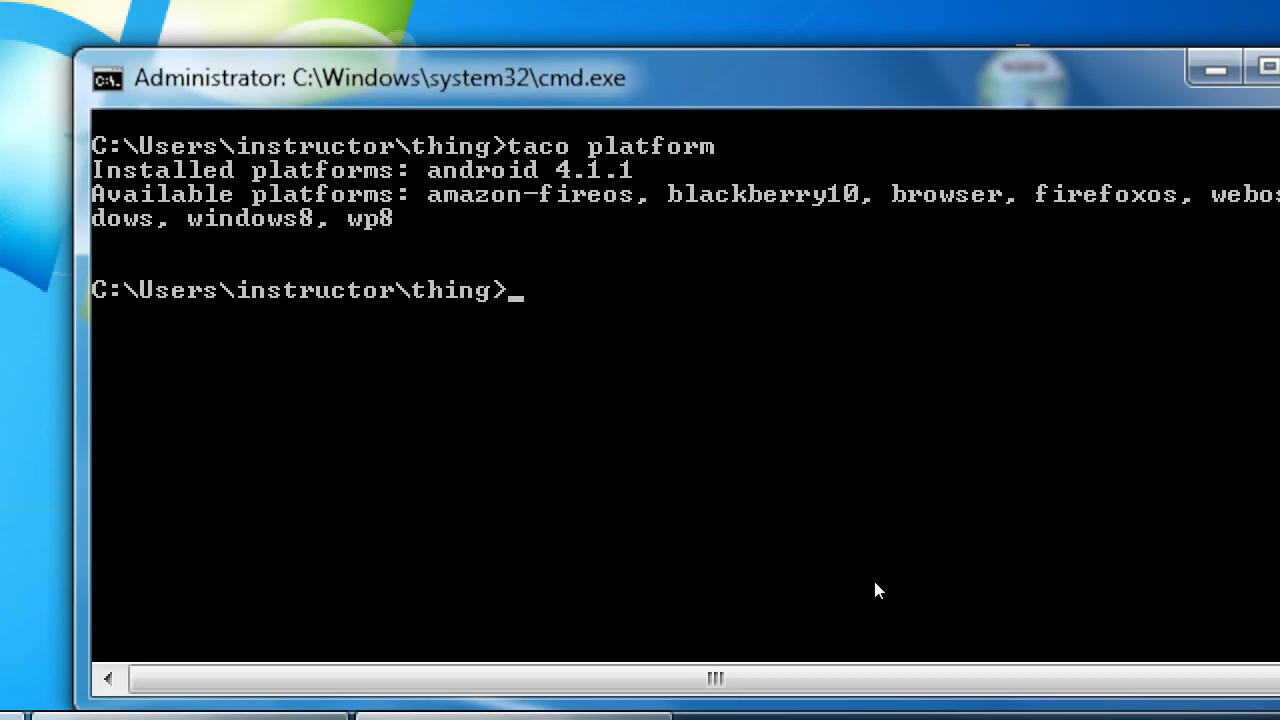 Administrator: C:\Windows\system32\cmd.exe
C:\Users\instructor\thing>taco platform
Installed platforms: android 4.1.1
Available platforms: amazon-fireos, blackberry10, browser, firefoxos,
dows, windows8, wp8
C:\Users\instructor\thing>_